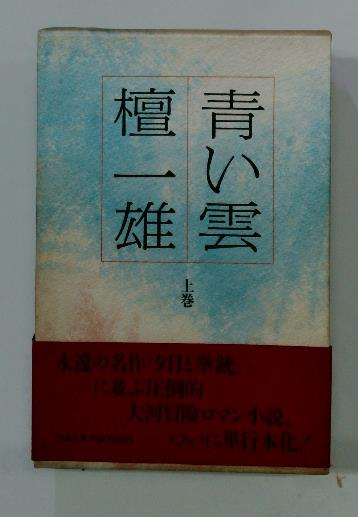 青い雲
檀一雄
上巻
永遠の名作「夕日と拳銃」
に並ぶ圧倒的
大河冒険ロマン小説。
ついに単行本化！